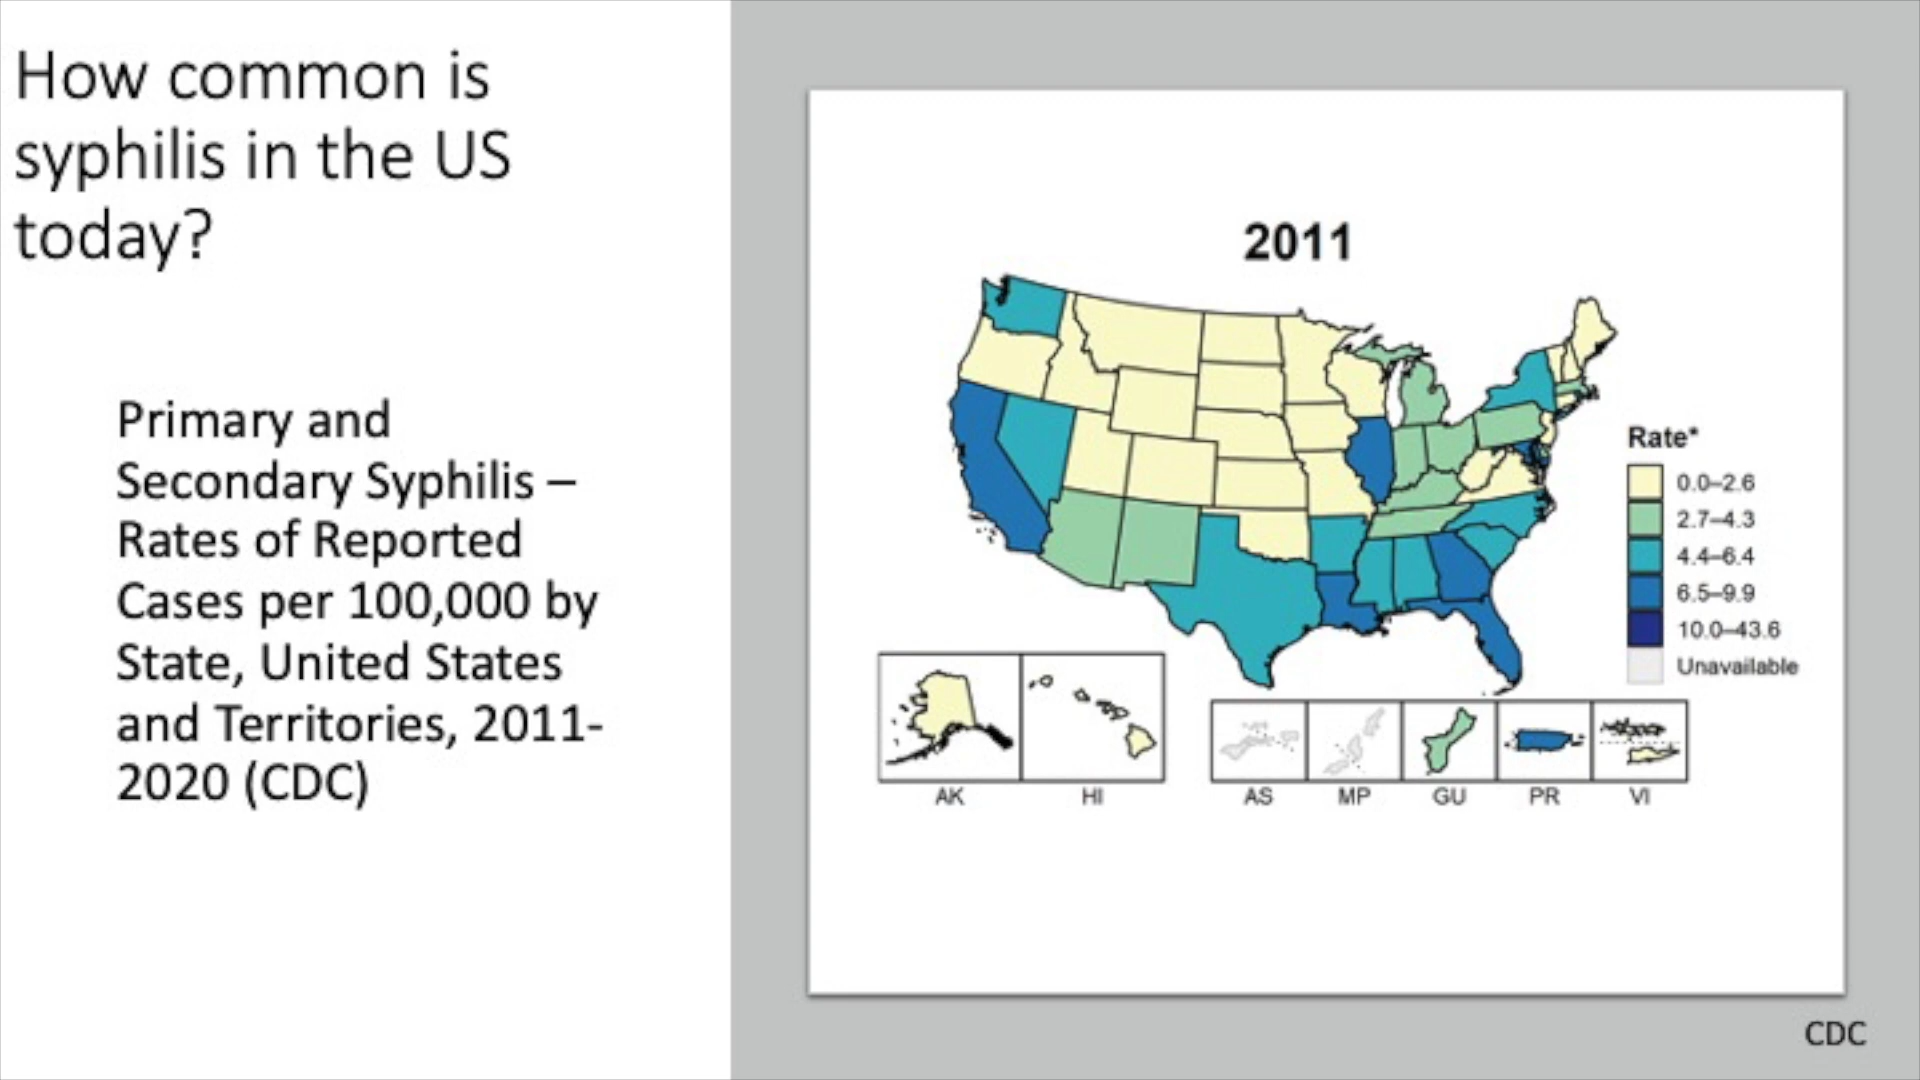 How common is
syphilis in the US
today?
Primary and
Secondary Syphilis –
Rates of Reported
Cases per 100,000 by
State, United States
and Territories, 2011-
2020 (CDC)
2011
Rate*
0.0–2.6
2.7–4.3
4.4–6.4
6.5–9.9
10.0–43.6
Unavailable
AK
HI
AS
MP
GU
PR
VI
CDC